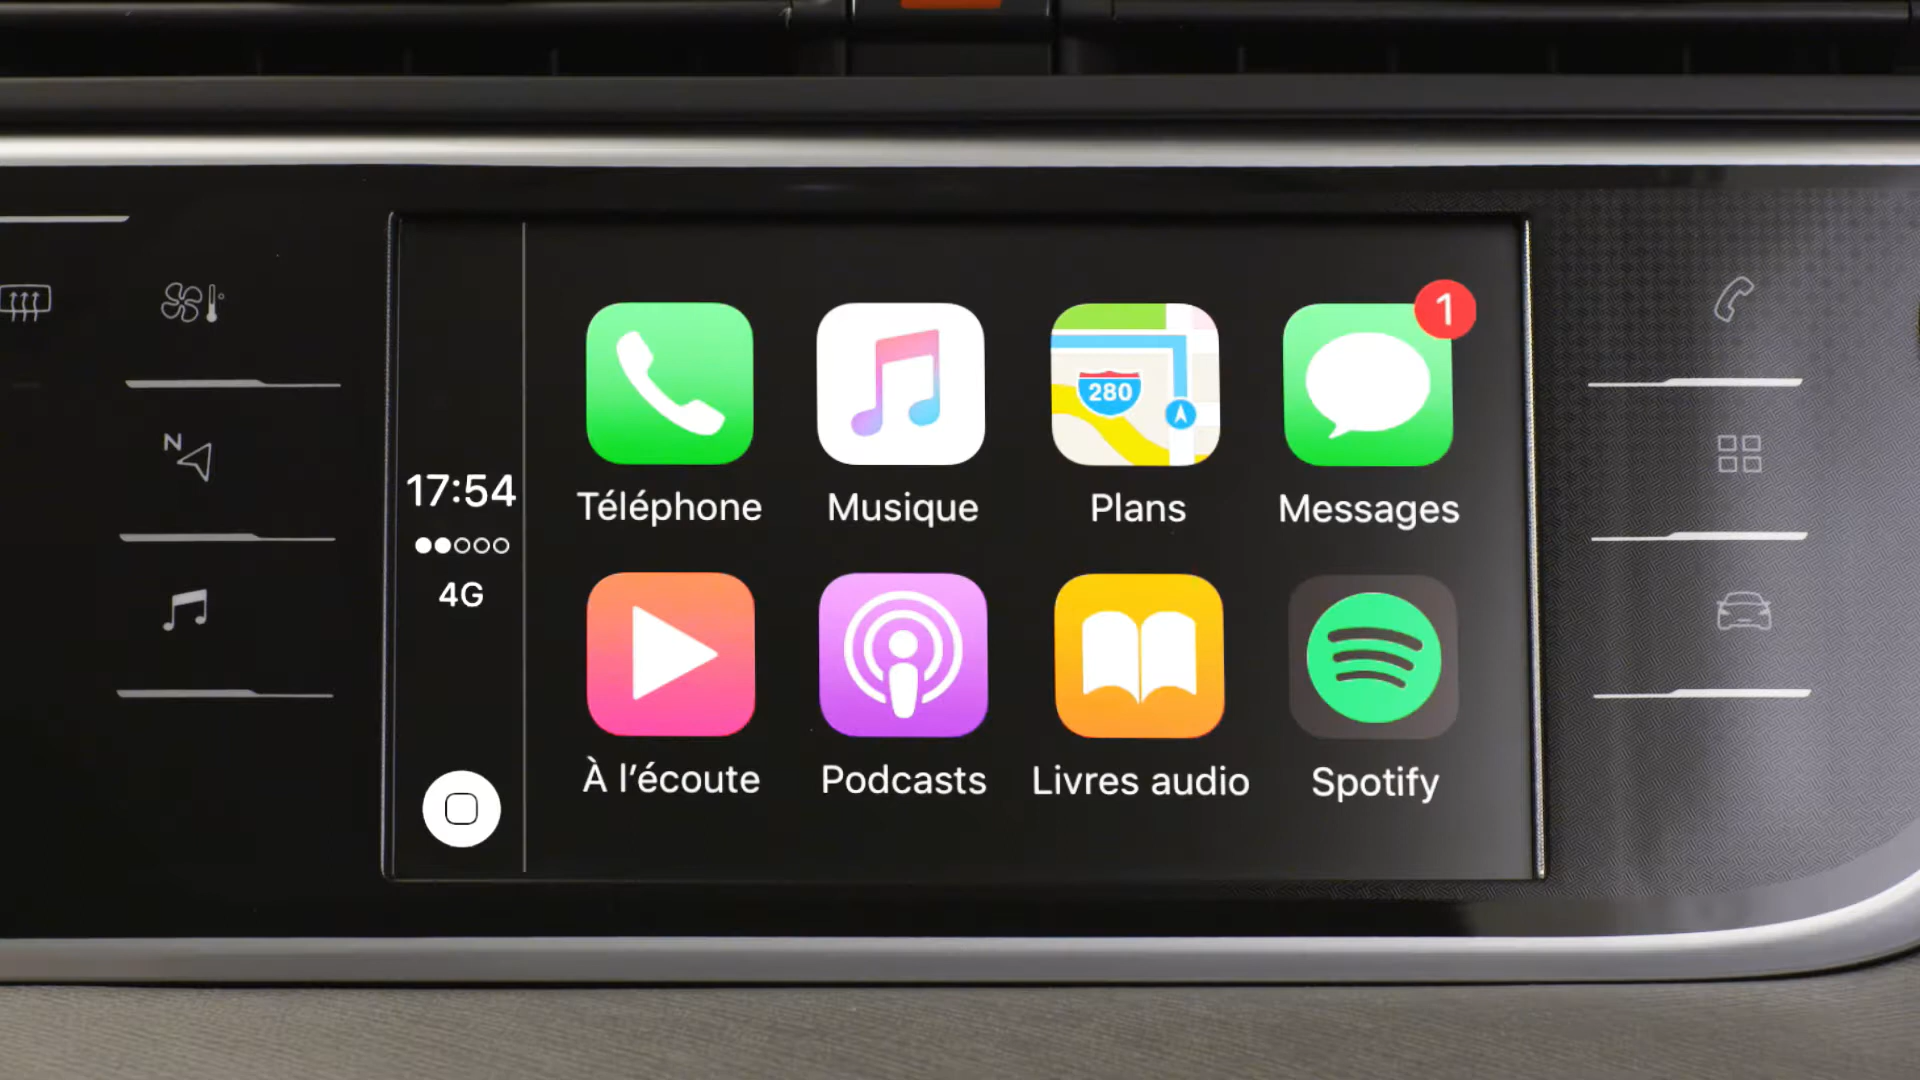 N
17:54
4G
280
1
Téléphone
Musique
Plans
Messages
À l’écoute
Podcasts
Livres audio
Spotify